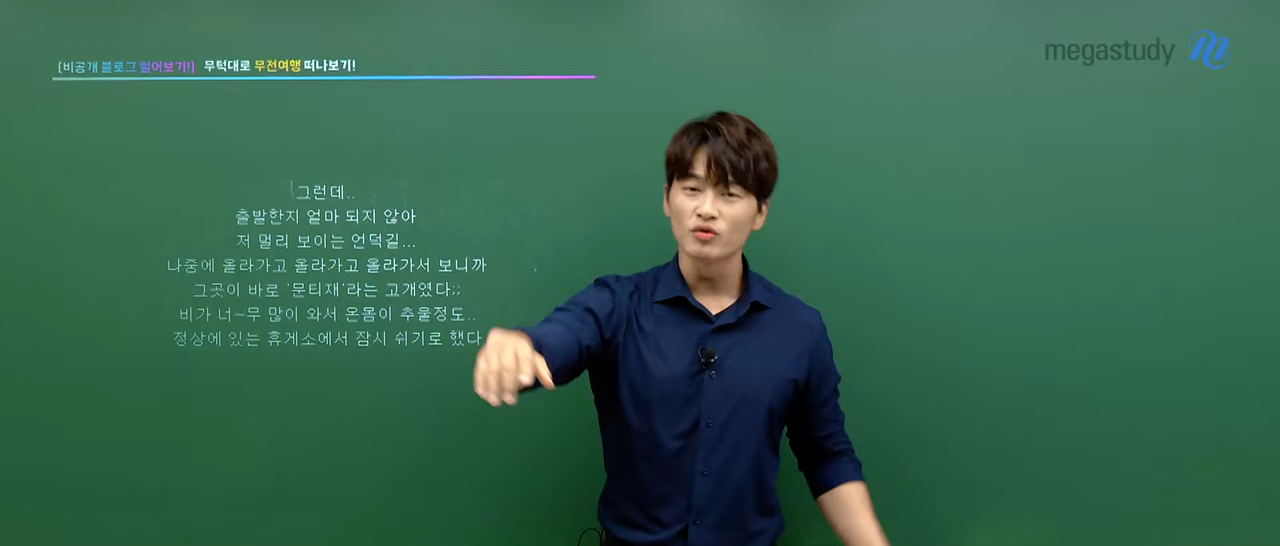 [비공개 블로그 털어보기!] 무턱대로 무전여행 떠나보기!
megastudy
그런데..
출발한지 얼마 되지 않아
저 멀리 보이는 언덕길...
나중에 올라가고 올라가고 올라가서 보니까
그곳이 바로 '문티재'라는 고개였다;;
비가 너~무 많이 와서 온몸이 추울정도..
정상에 있는 휴게소에서 잠시 쉬기로 했다